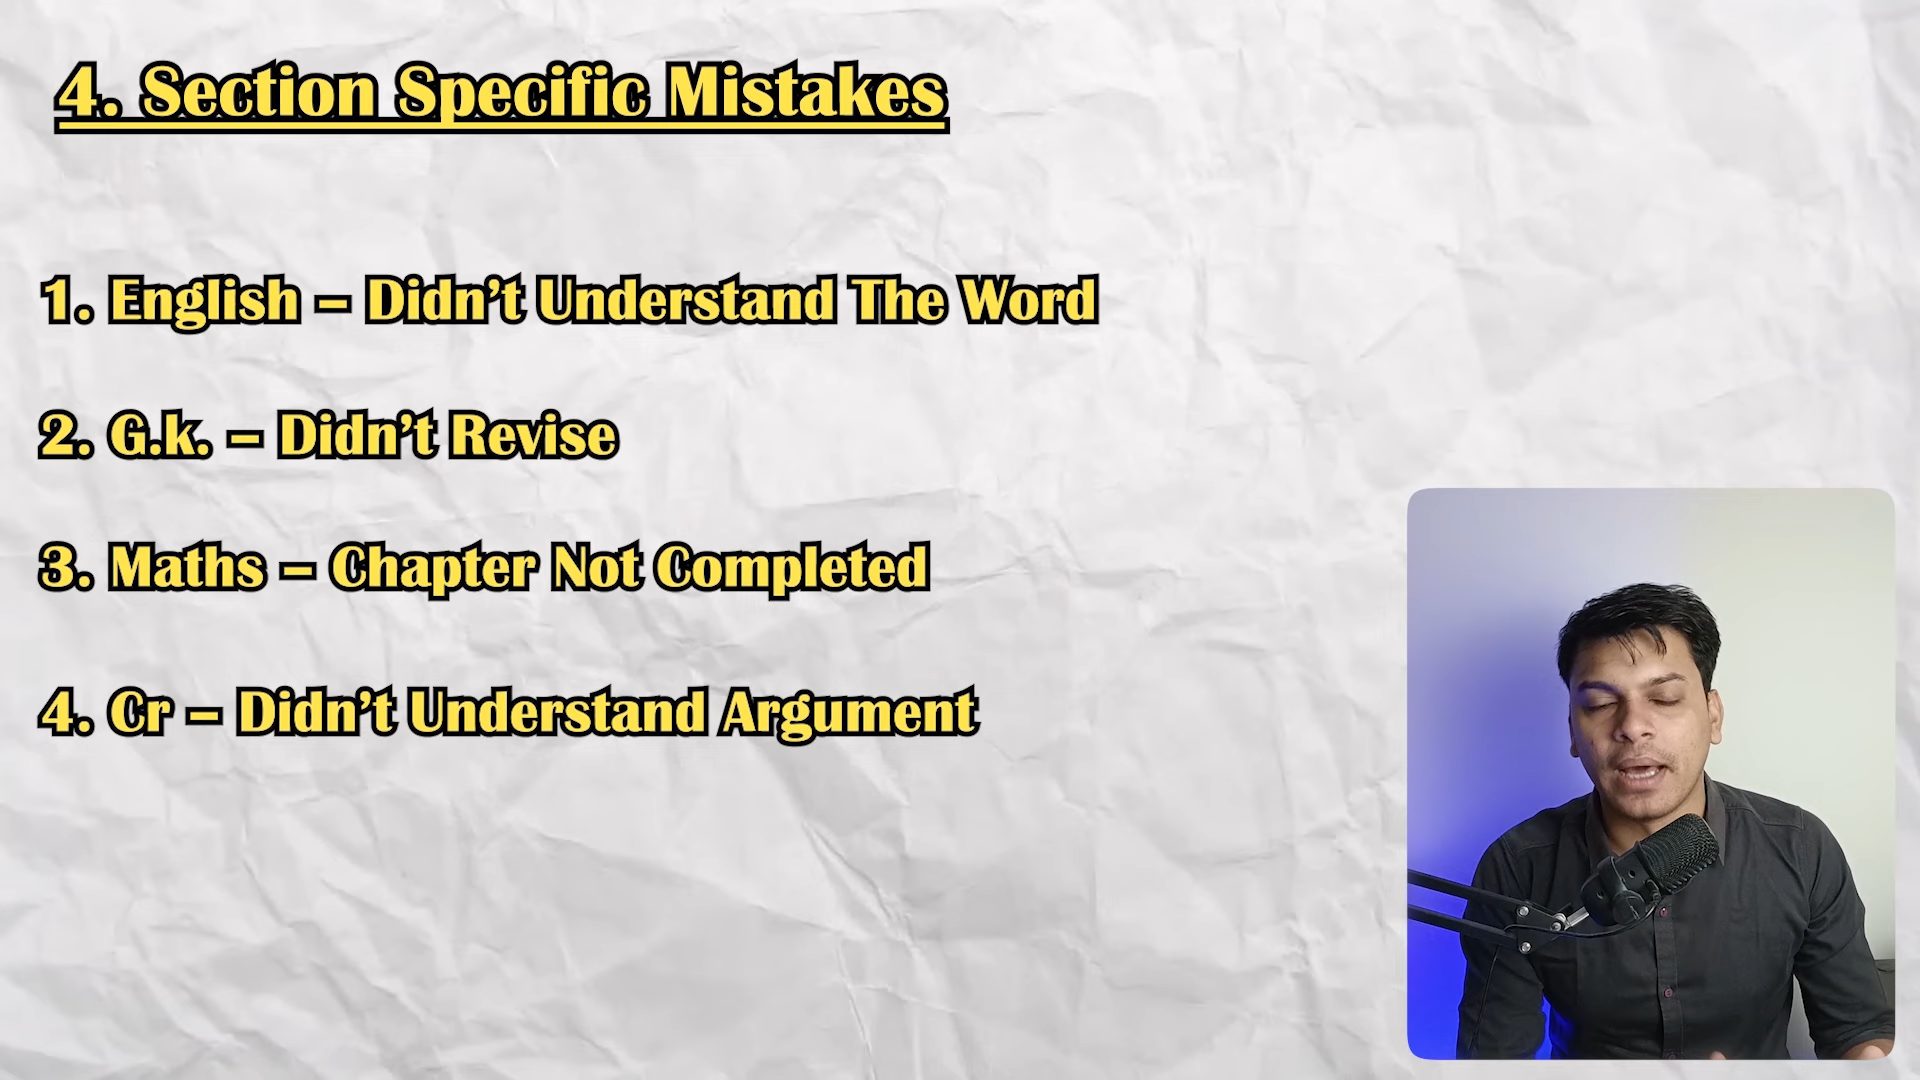 4. Section Specific Mistakes
1. English – Didn’t Understand The Word
2. G.k. – Didn’t Revise
3. Maths – Chapter Not Completed
4. Cr – Didn’t Understand Argument